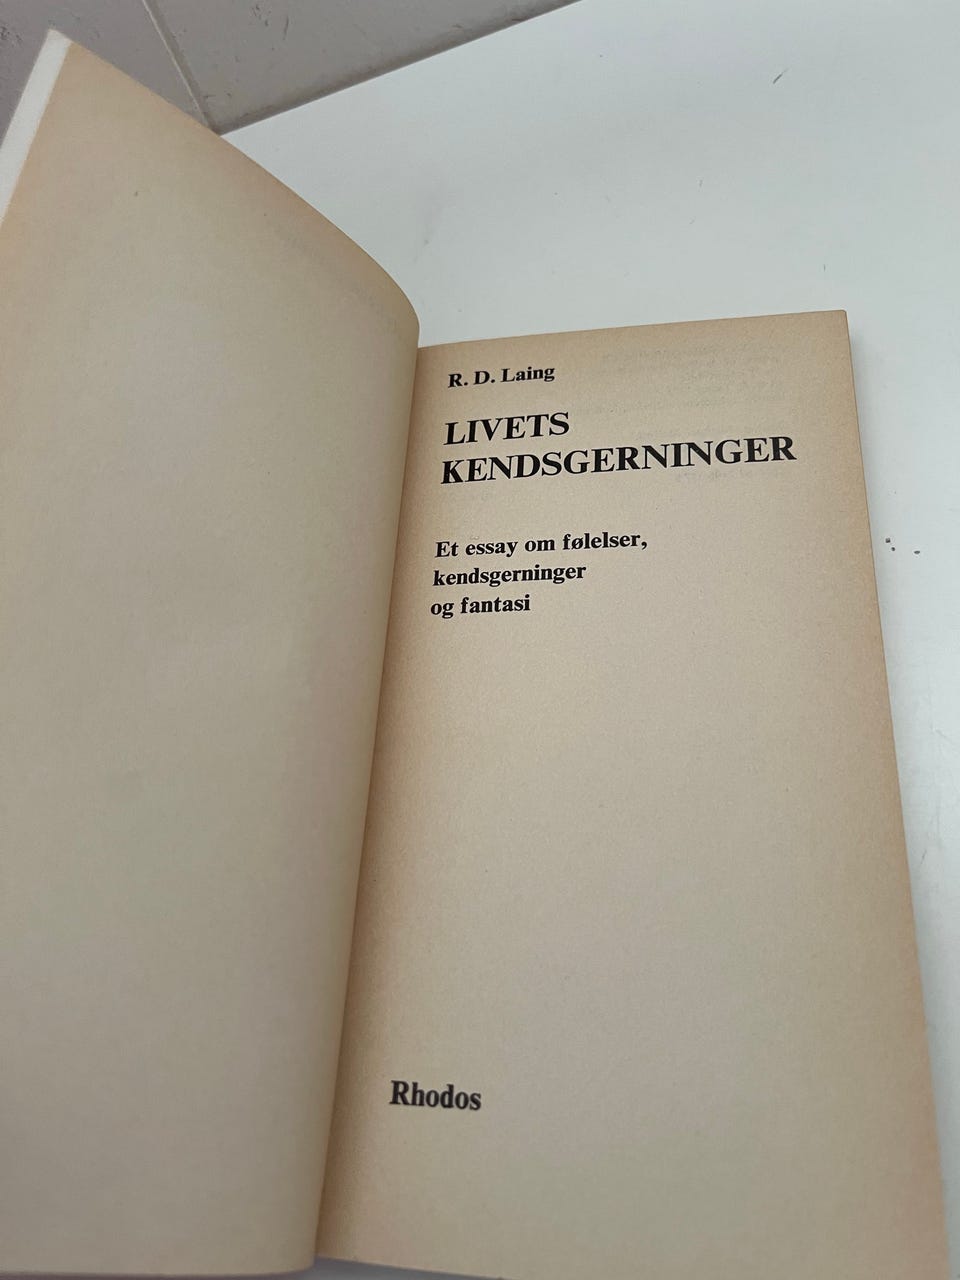 R. D. Laing
LIVETS
KENDSGERNINGER
Et essay om følelser,
kendsgerninger
og fantasi
Rhodos